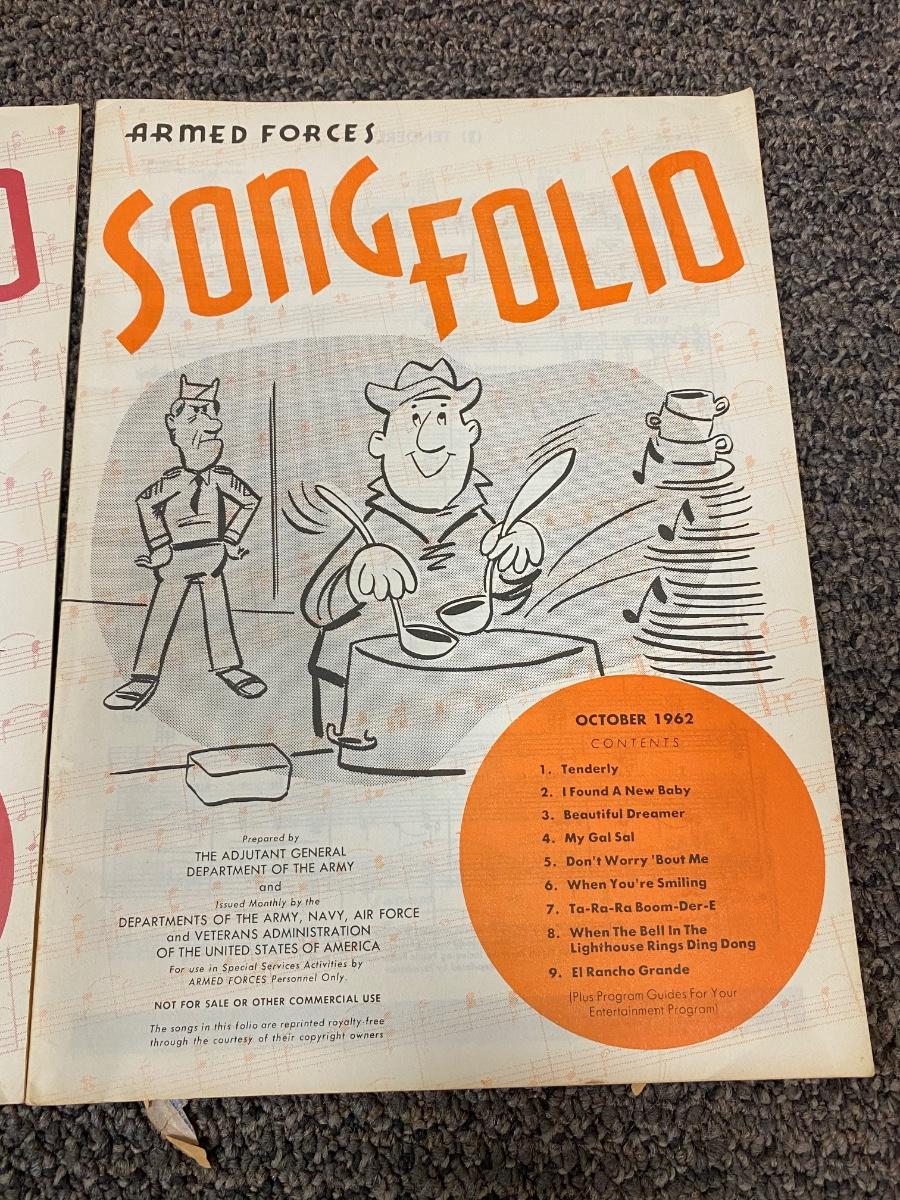 ARMED FORCES
SONG FOLIO
OCTOBER 1962
CONTENTS
1. Tenderly
2. I Found A New Baby
3. Beautiful Dreamer
4. My Gal Sal
5. Don't Worry 'Bout Me
6. When You're Smiling
7. Ta-Ra-Ra Boom-Der-E
8. When The Bell In The
Lighthouse Rings Ding Dong
9. El Rancho Grande
(Plus Program Guides For Your
Entertainment Program)
Prepared by
THE ADJUTANT GENERAL
DEPARTMENT OF THE ARMY
and
Issued Monthly by the
DEPARTMENTS OF THE ARMY, NAVY, AIR FORCE
and VETERANS ADMINISTRATION
OF THE UNITED STATES OF AMERICA
For use in Special Services Activities by
ARMED FORCES Personnel Only.
NOT FOR SALE OR OTHER COMMERCIAL USE
The songs in this folio are reprinted royalty-free
through the courtesy of their copyright owners